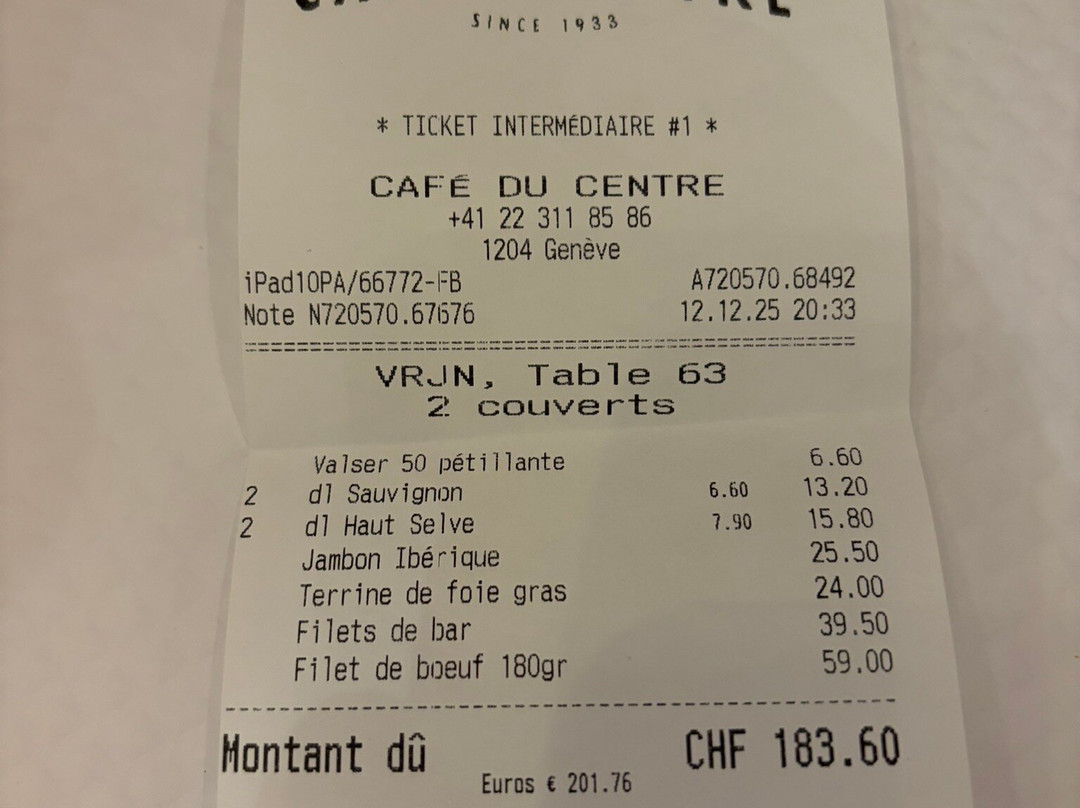 SINCE 1933
* TICKET INTERMÉDIAIRE #1 *
CAFÉ DU CENTRE
+41 22 311 85 86
1204 Genève
iPad10PA/66772-FB A720570.68492
Note N720570.67676 12.12.25 20:33
VRJN, Table 63
2 couverts
Valser 50 pétillante 6.60
2 dl Sauvignon 6.60 13.20
2 dl Haut Selve 7.90 15.80
Jambon Ibérique 25.50
Terrine de foie gras 24.00
Filets de bar 39.50
Filet de boeuf 180gr 59.00
Montant dû CHF 183.60
Euros € 201.76